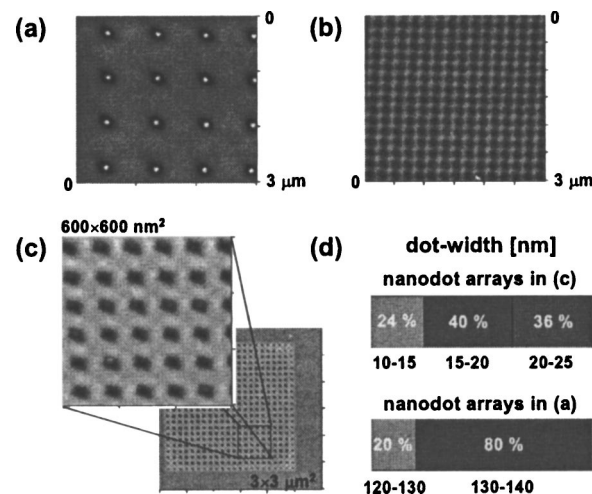 (a)
0
0
3 μm
(b)
0
0
3 μm
(c)
600×600 nm²
3×3 μm²
(d)
dot-width [nm]
nanodot arrays in (c)
24 % 40 % 36 %
10-15 15-20 20-25
nanodot arrays in (a)
20 % 80 %
120-130 130-140